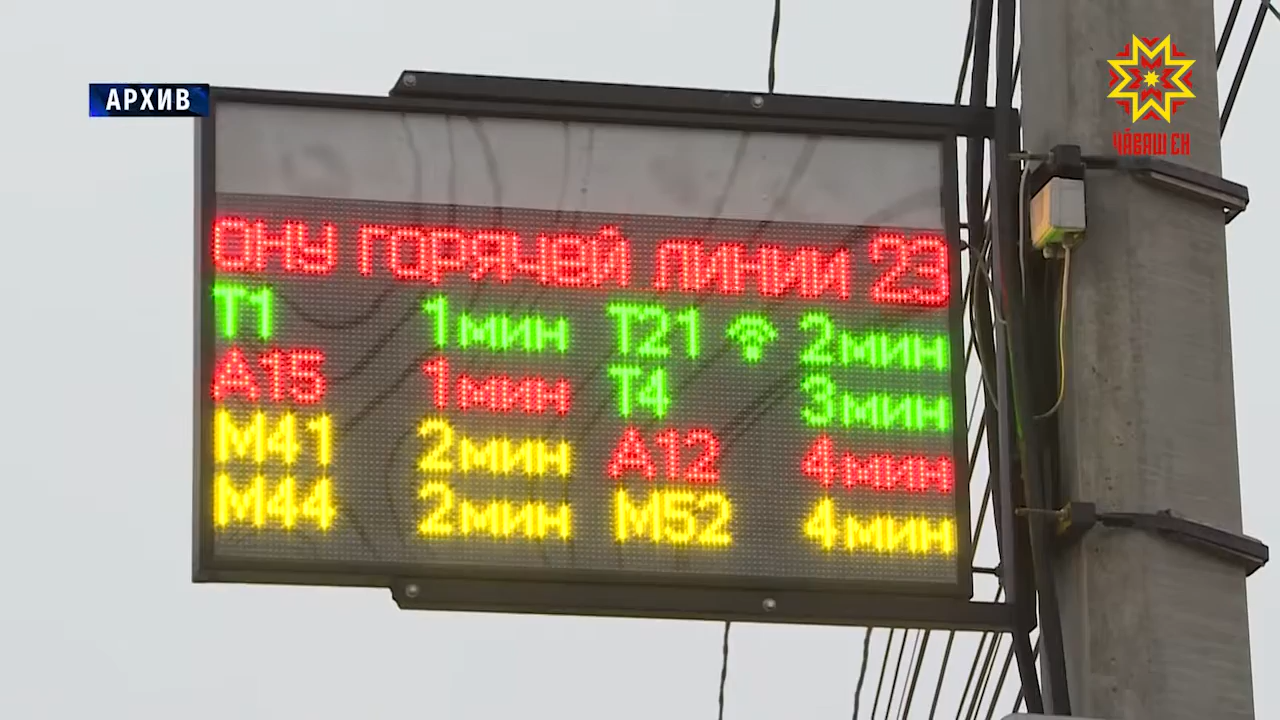 АРХИВ
ЧӐВАШ ЕН
ону горячей линии 23
Т1 1мин Т21 2мин
А15 1мин Т4 3мин
М41 2мин А12 4мин
М44 2мин М52 4мин